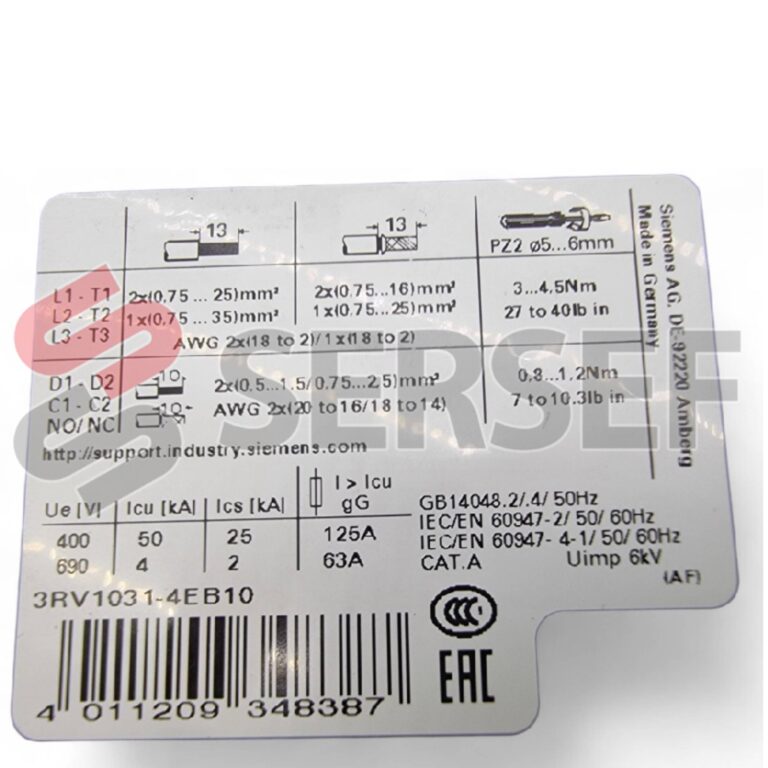 13 13
PZ2 ø5...6mm
L1 - T1 2x(0,75 ... 25)mm² 2x(0,75...16)mm² 3...4.5Nm
L2 - T2 1x(0,75 ... 35)mm² 1x(0,75...25)mm² 27 to 40lb in
L3 - T3 AWG 2x(18 to 2)/1x(18 to 2)
D1 - D2 10 2x(0.5...1.5/0.75...2,5)mm² 0,8...1.2Nm
C1 - C2 10 AWG 2x(20 to16/18 to14) 7 to10.3lb in
NO/ NC
http://support.industry.siemens.com
Ue [V] Icu [kA] Ics [kA] I > Icu gG
400 50 25 125A
690 4 2 63A
GB14048.2/.4/ 50Hz
IEC/EN 60947-2/ 50/ 60Hz
IEC/EN 60947- 4-1/ 50/ 60Hz
CAT.A Uimp 6kV
(AF)
3RV1031-4EB10
CCC
EAC
4 011209 348387
Siemens AG, DE-92220 Amberg
Made in Germany
SERSEF